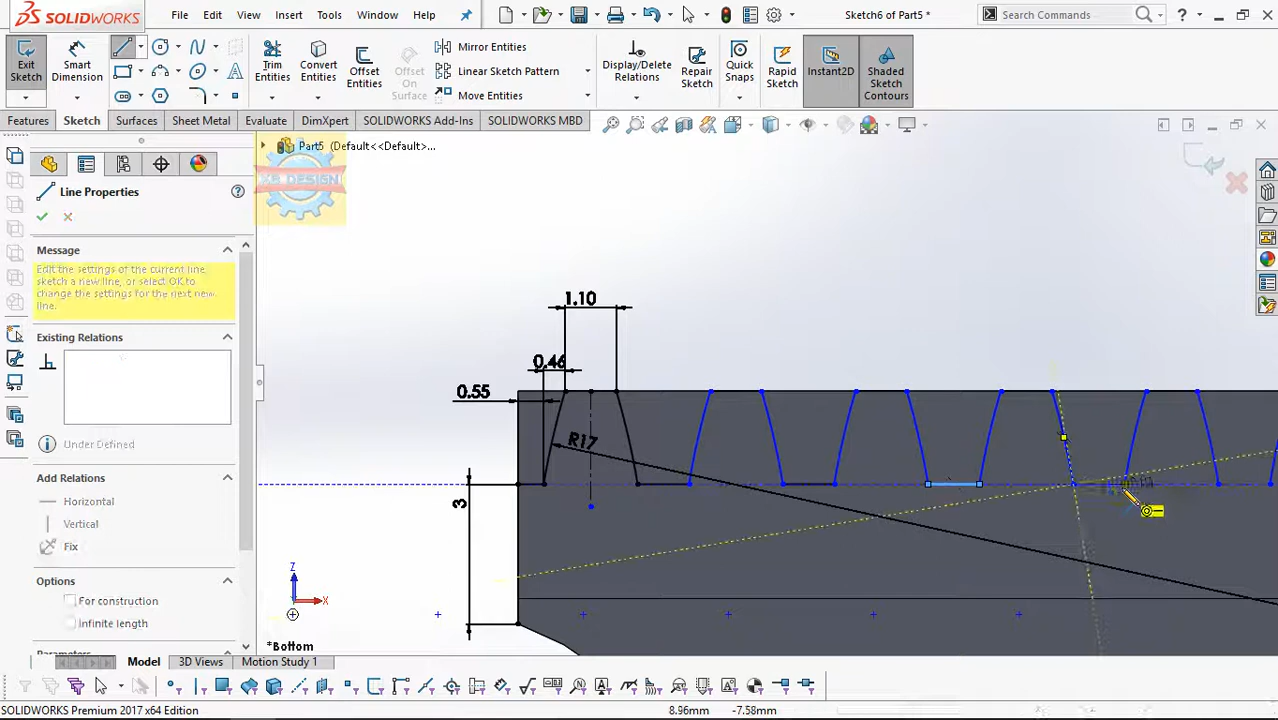 SOLIDWORKS File Edit View Insert Tools Window Help Sketch6 of Part5 * Search Commands ?
Exit Sketch
Smart Dimension
Trim Entities
Convert Entities
Offset Entities
Offset On Surface
Mirror Entities
Linear Sketch Pattern
Move Entities
Display/Delete Relations
Repair Sketch
Quick Snaps
Rapid Sketch
Instant2D
Shaded Sketch Contours
Features Sketch Surfaces Sheet Metal Evaluate DimXpert SOLIDWORKS Add-Ins SOLIDWORKS MBD
Part5 (Default<<Default>...
DESIGN
Line Properties
Message
Edit the settings of the current line,
sketch a new line, or select OK to
change the settings for the next new
line.
Existing Relations
Under Defined
Add Relations
Horizontal
Vertical
Fix
Options
For construction
Infinite length
Parameters
1.10
0.46
0.55
R17
3
Z
X
*Bottom
Model 3D Views Motion Study 1
SOLIDWORKS Premium 2017 x64 Edition 8.96mm -7.58mm